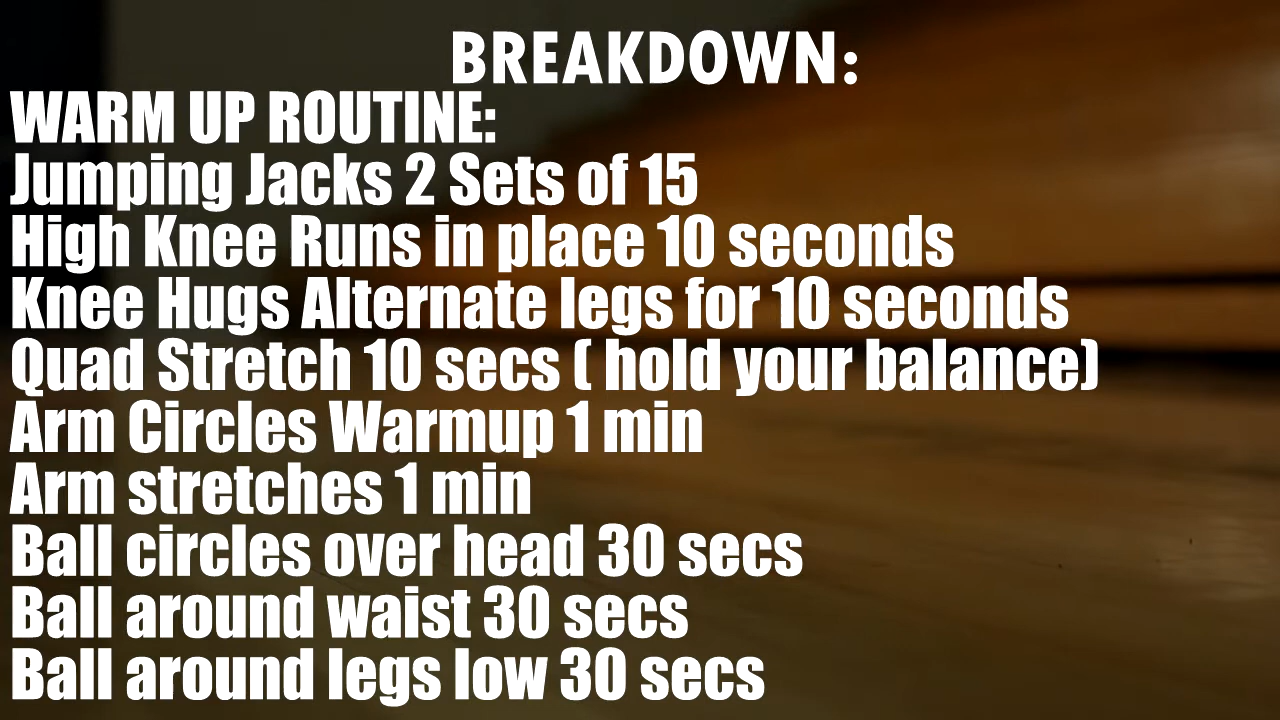 BREAKDOWN:
WARM UP ROUTINE:
Jumping Jacks 2 Sets of 15
High Knee Runs in place 10 seconds
Knee Hugs Alternate legs for 10 seconds
Quad Stretch 10 secs ( hold your balance)
Arm Circles Warmup 1 min
Arm stretches 1 min
Ball circles over head 30 secs
Ball around waist 30 secs
Ball around legs low 30 secs